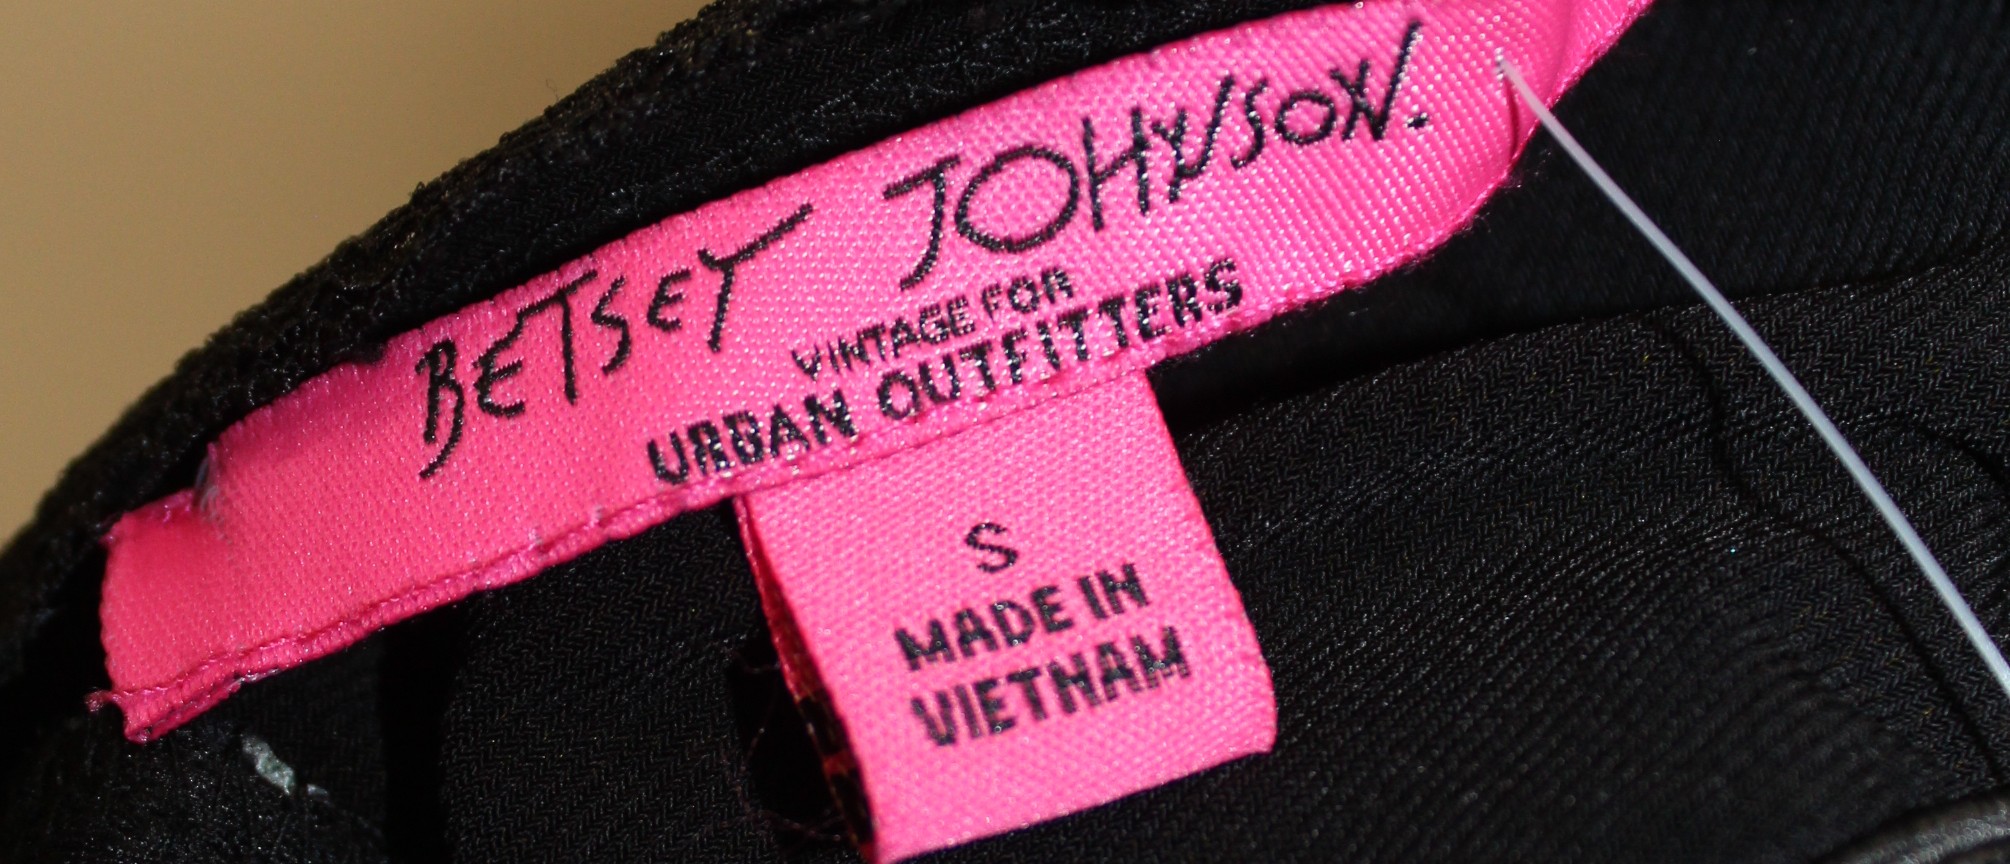 BETSEY JOHNSON.
VINTAGE FOR
URBAN OUTFITTERS
S
MADE IN
VIETNAM